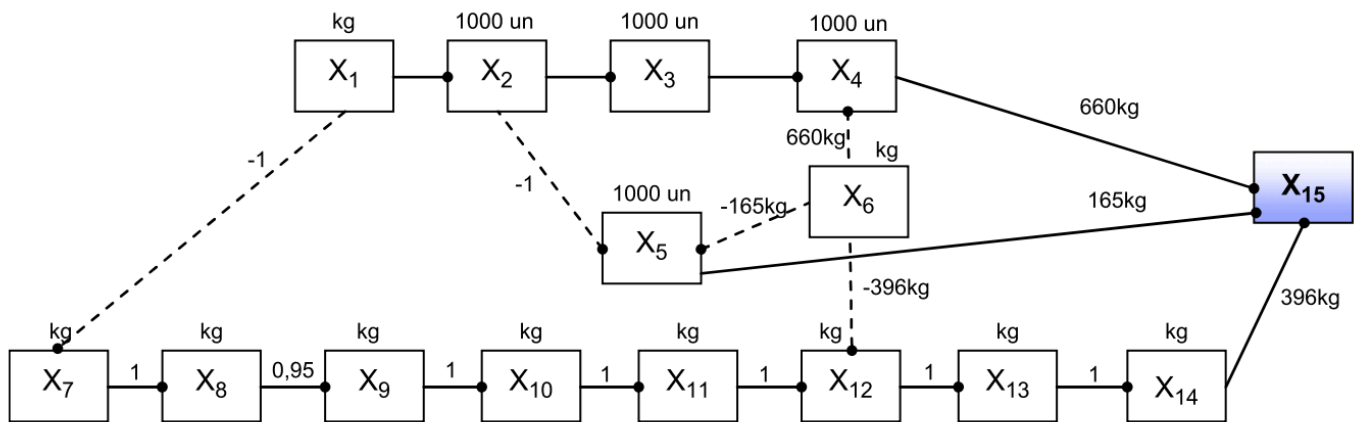 kg
1000 un
1000 un
1000 un
X1
X2
X3
X4
660kg
660kg
kg
-1
-1
X15
1000 un
-165kg
X6
165kg
X5
-396kg
396kg
kg
kg
kg
kg
kg
kg
kg
kg
X7
1
X8
0,95
X9
1
X10
1
X11
1
X12
1
X13
1
X14